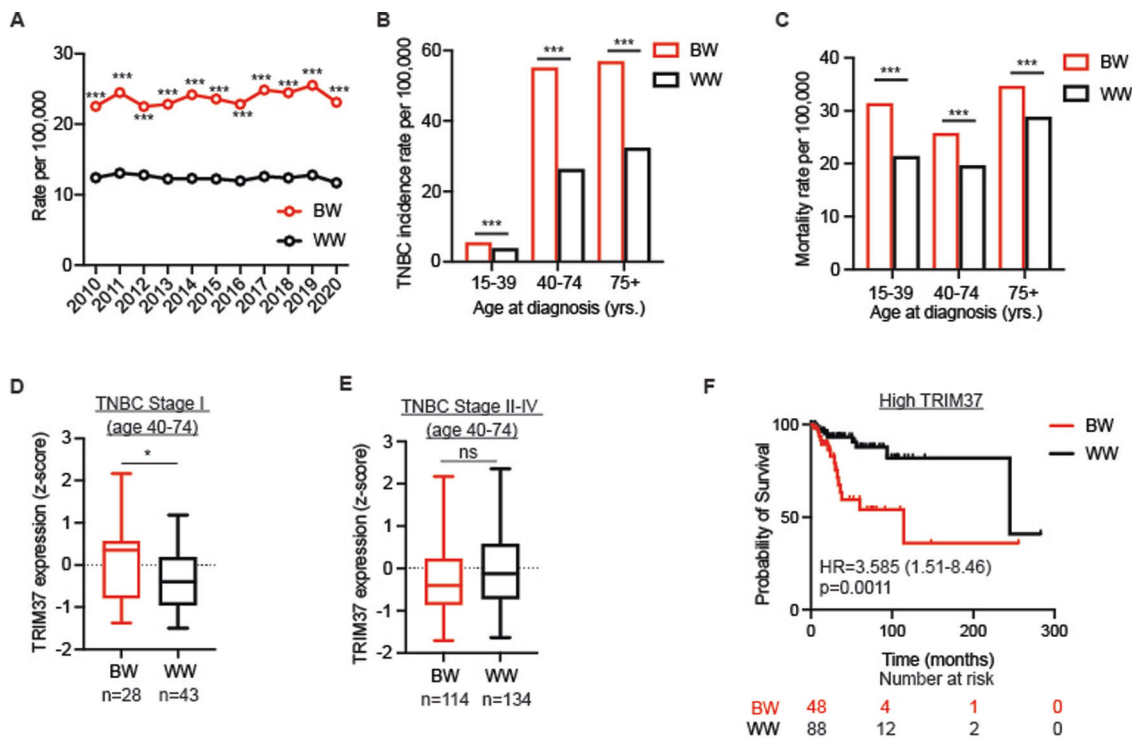 A
Rate per 100,000
30
20
10
0
*** *** *** *** *** *** *** *** *** *** ***
BW
WW
2010 2011 2012 2013 2014 2015 2016 2017 2018 2019 2020
B
TNBC incidence rate per 100,000
60
40
20
0
*** *** ***
BW
WW
15-39 40-74 75+
Age at diagnosis (yrs.)
C
Mortality rate per 100,000
40
30
20
10
0
*** *** ***
BW
WW
15-39 40-74 75+
Age at diagnosis (yrs.)
D
TNBC Stage I
(age 40-74)
TRIM37 expression (z-score)
3
2
1
0
-1
-2
*
BW WW
n=28 n=43
E
TNBC Stage II-IV
(age 40-74)
TRIM37 expression (z-score)
3
2
1
0
-1
-2
ns
BW WW
n=114 n=134
F
High TRIM37
BW
WW
Probability of Survival
100
50
0
HR=3.585 (1.51-8.46)
p=0.0011
0 100 200 300
Time (months)
Number at risk
BW 48 4 1 0
WW 88 12 2 0